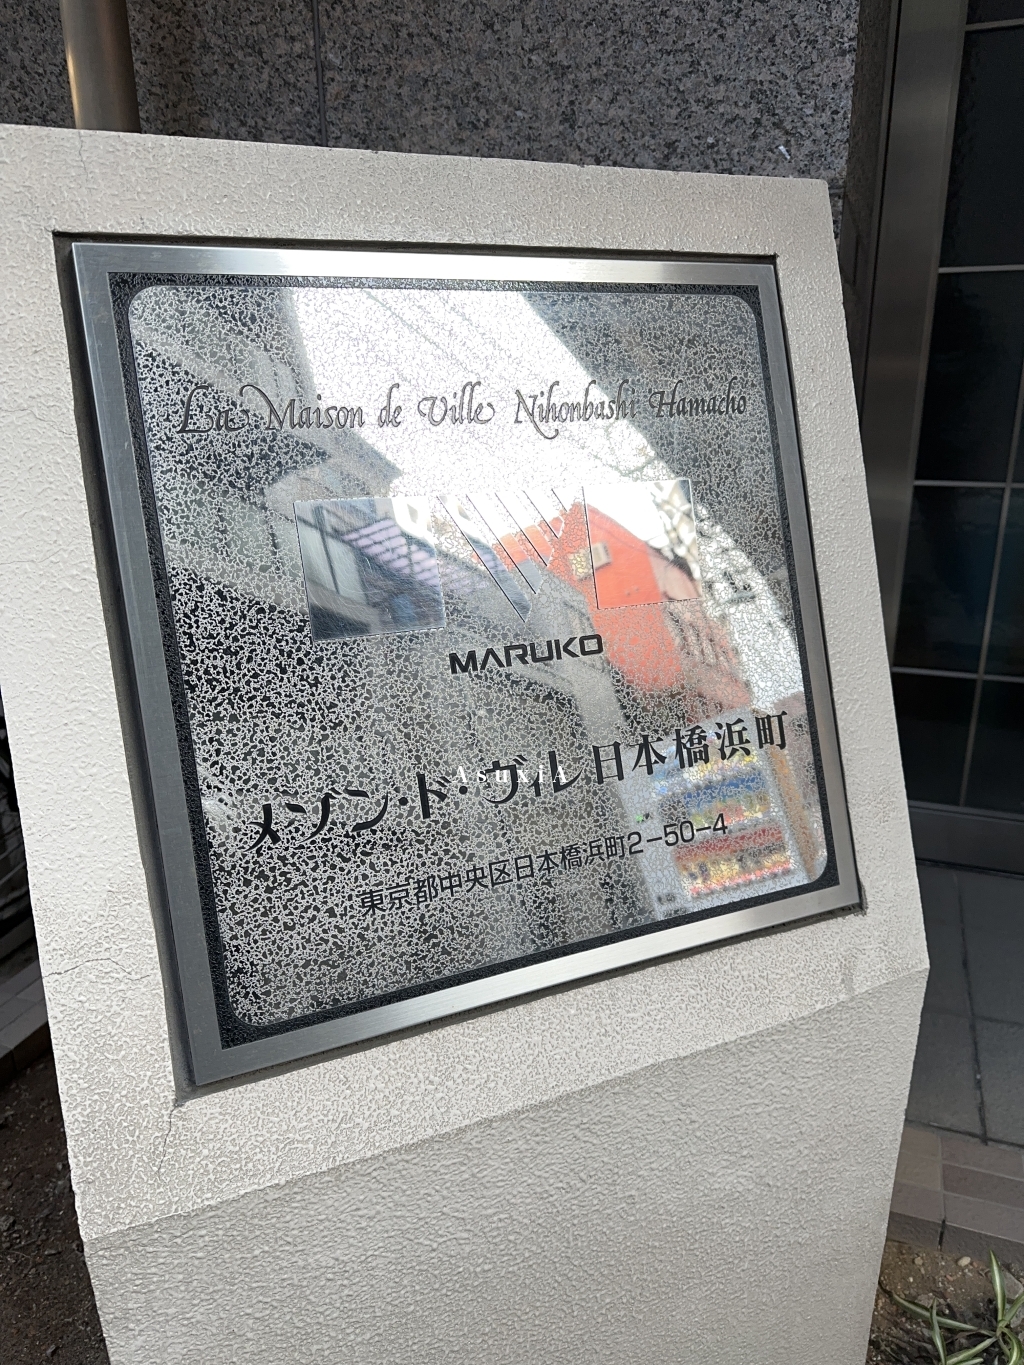 La Maison de Ville Nihonbashi Hamacho
MARUKO
メゾン・ド・ヴィレ日本橋浜町
AsuxiA
東京都中央区日本橋浜町2-50-4